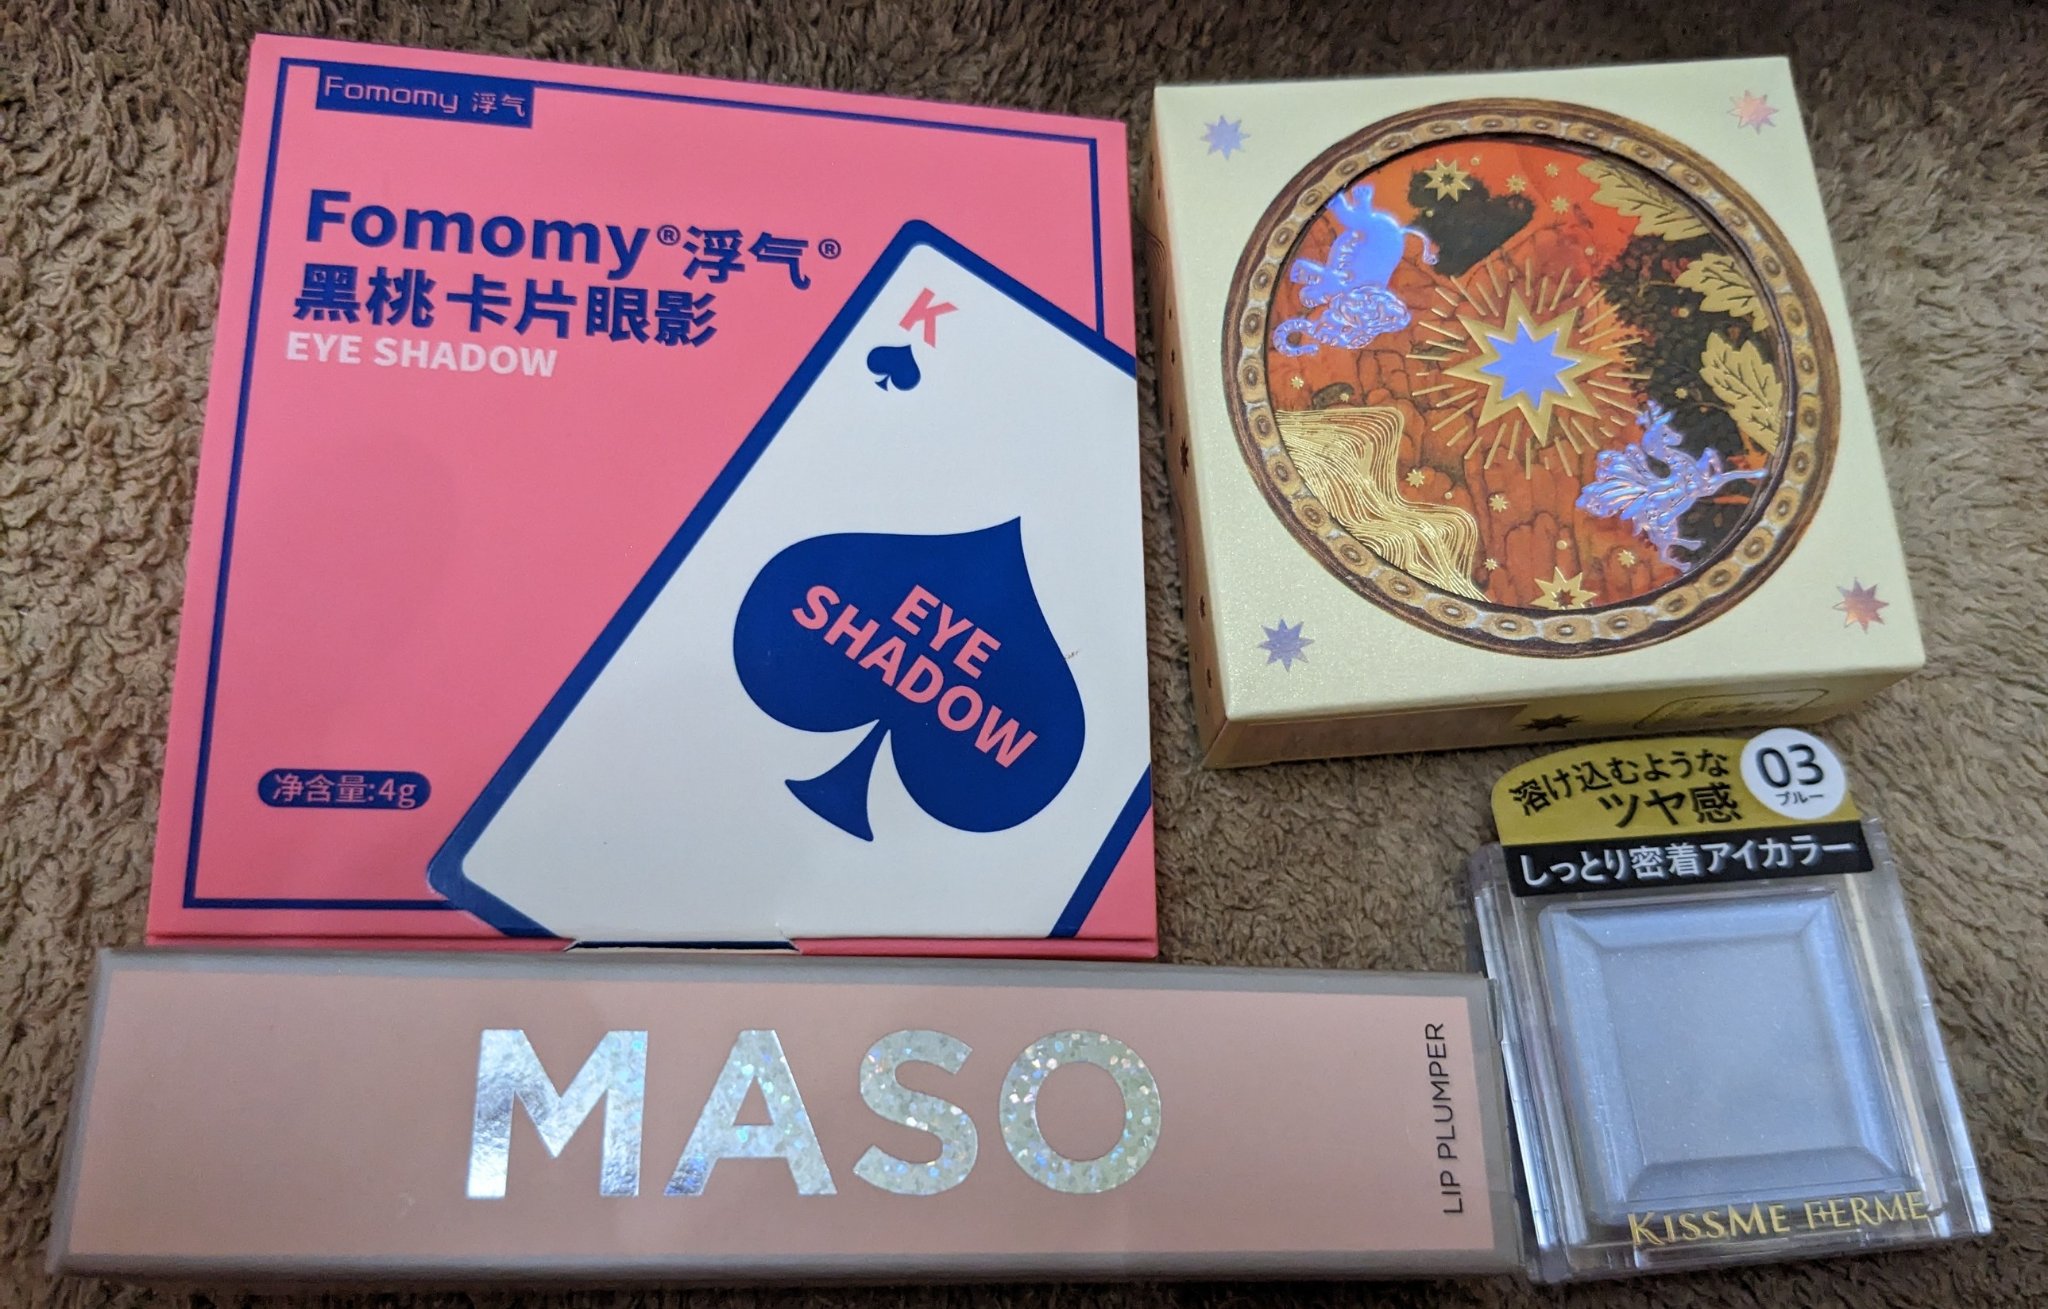 Fomomy 浮气
Fomomy®浮气®
黑桃卡片眼影
EYE SHADOW
K
EYE
SHADOW
净含量:4g
溶け込むような
ツヤ感
03
ブルー
しっとり密着アイカラー
KISSME FERME
MASO
LIP PLUMPER